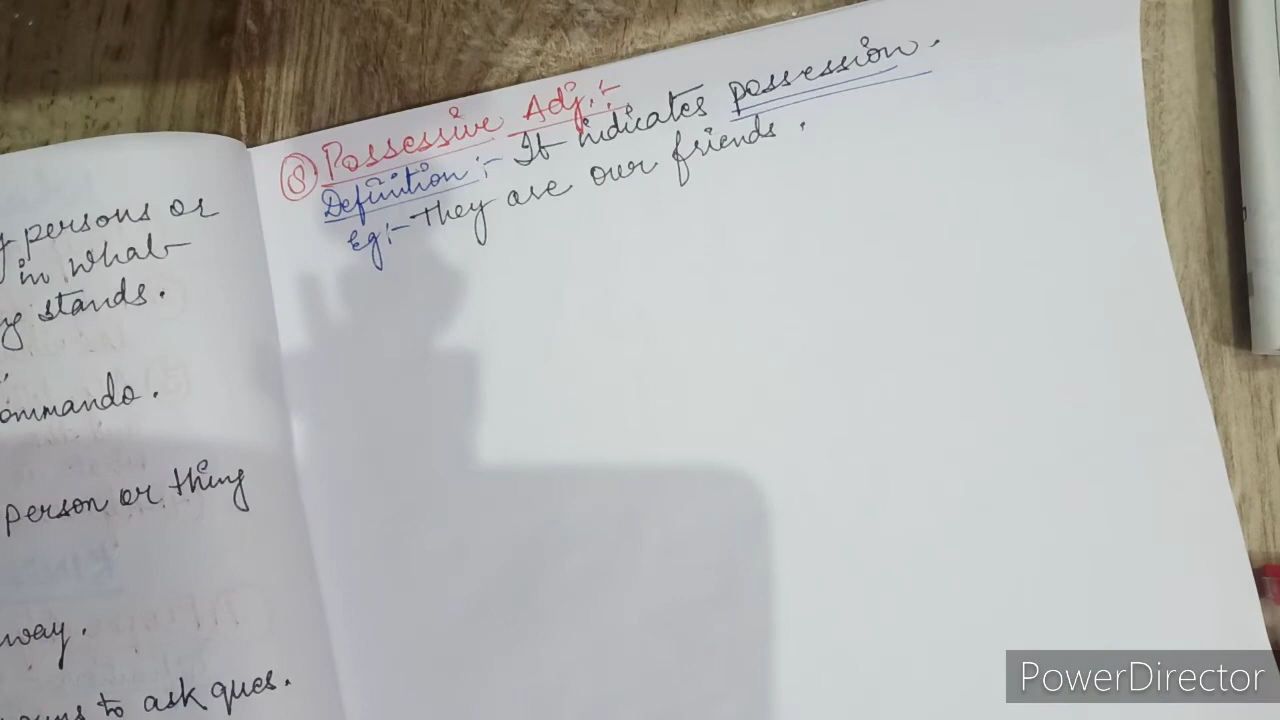 persons or
in what
stands.
commando.
person or thing
way.
to ask ques.
⑧ Possessive Adj.:-
Definition :- It indicates possession.
Eg:- They are our friends.
PowerDirector